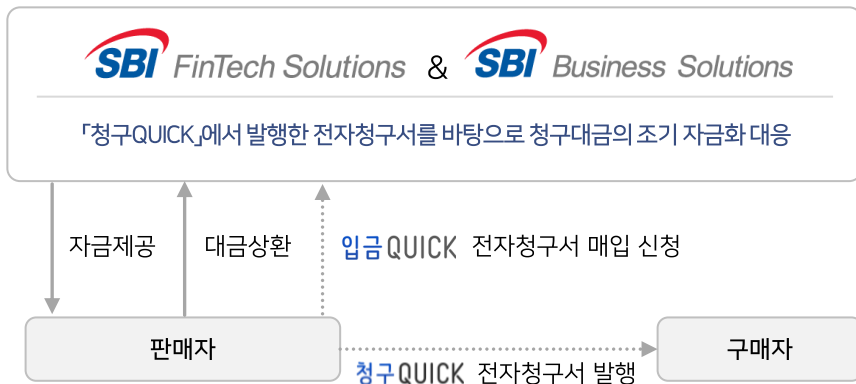 SBI FinTech Solutions & SBI Business Solutions
「청구QUICK」에서 발행한 전자청구서를 바탕으로 청구대금의 조기 자금화 대응
자금제공 대금상환 입금QUICK 전자청구서 매입 신청
판매자 구매자
청구QUICK 전자청구서 발행